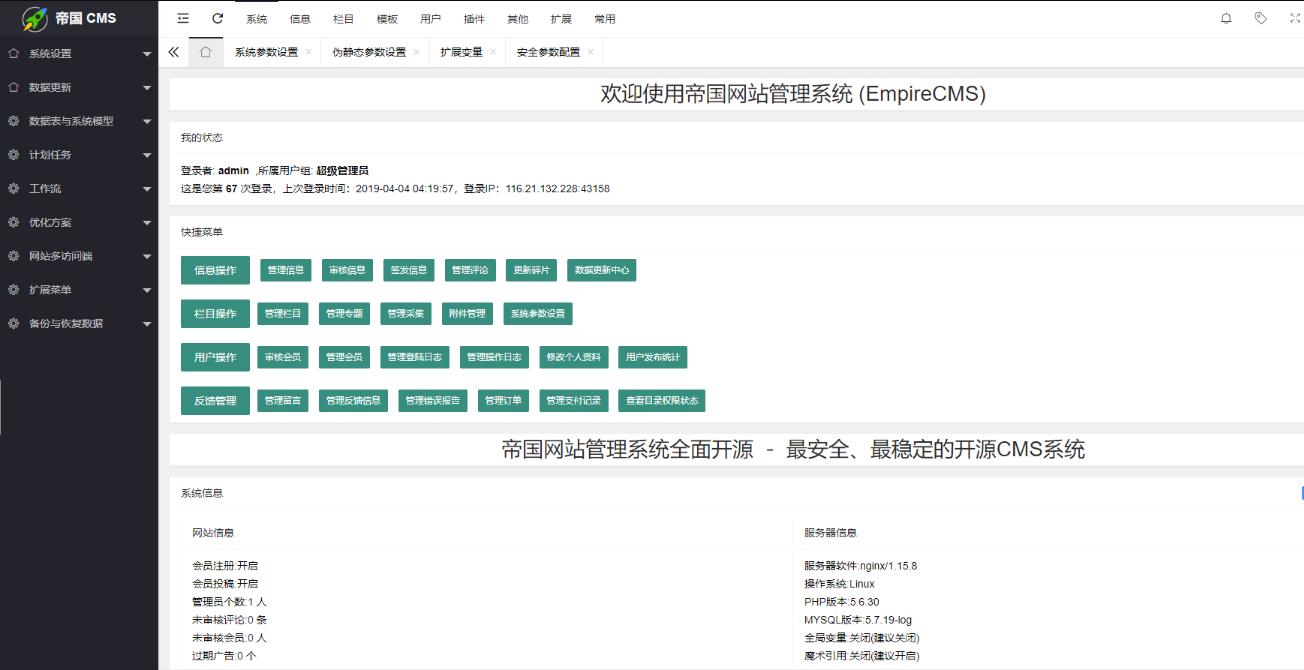 帝国 CMS
系统 信息 栏目 模板 用户 插件 其他 扩展 常用
系统参数设置 × 伪静态参数设置 × 扩展变量 × 安全参数配置 ×
系统设置
数据更新
数据表与系统模型
计划任务
工作流
优化方案
网站多访问端
扩展菜单
备份与恢复数据
欢迎使用帝国网站管理系统 (EmpireCMS)
我的状态
登录者: admin ,所属用户组: 超级管理员
这是您第 67 次登录，上次登录时间：2019-04-04 04:19:57，登录IP：116.21.132.228:43158
快捷菜单
信息操作 管理信息 审核信息 签发信息 管理评论 更新碎片 数据更新中心
栏目操作 管理栏目 管理专题 管理采集 附件管理 系统参数设置
用户操作 审核会员 管理会员 管理登陆日志 管理操作日志 修改个人资料 用户发布统计
反馈管理 管理留言 管理反馈信息 管理错误报告 管理订单 管理支付记录 查看目录权限状态
帝国网站管理系统全面开源 - 最安全、最稳定的开源CMS系统
系统信息
网站信息
会员注册:开启
会员投稿:开启
管理员个数:1 人
未审核评论:0 条
未审核会员:0 人
过期广告:0 个
服务器信息
服务器软件:nginx/1.15.8
操作系统:Linux
PHP版本:5.6.30
MYSQL版本:5.7.19-log
全局变量:关闭(建议关闭)
魔术引用:关闭(建议开启)